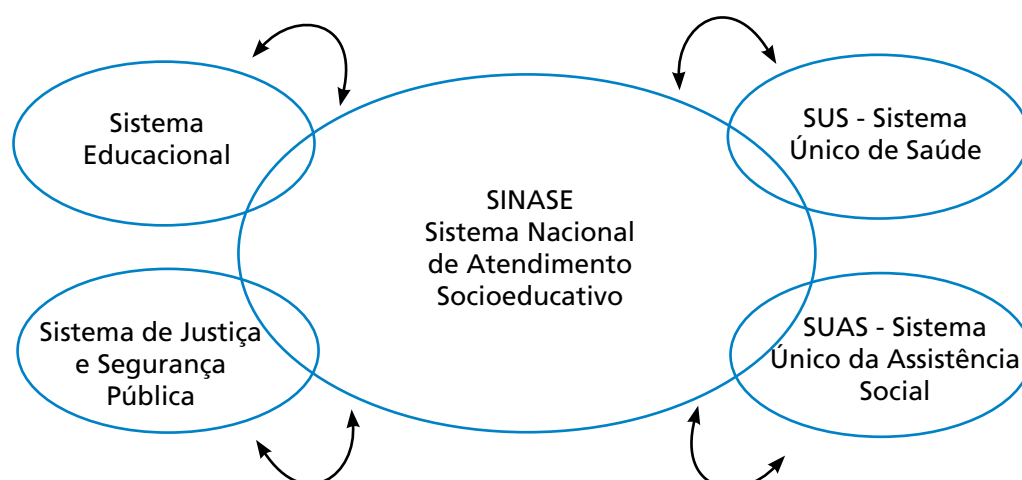 Sistema
Educacional
SUS - Sistema
Único de Saúde
SINASE
Sistema Nacional
de Atendimento
Socioeducativo
Sistema de Justiça
e Segurança
Pública
SUAS - Sistema
Único da Assistência
Social